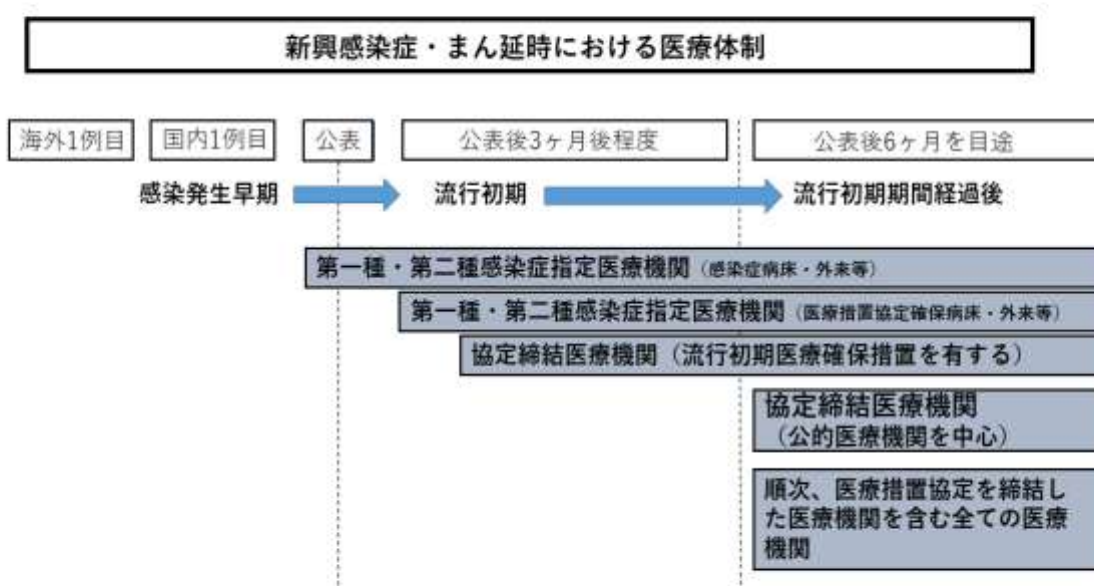 新興感染症・まん延時における医療体制
海外1例目
国内1例目
公表
公表後3ヶ月後程度
公表後6ヶ月を目途
感染発生早期
流行初期
流行初期期間経過後
第一種・第二種感染症指定医療機関（感染症病床・外来等）
第一種・第二種感染症指定医療機関（医療措置協定確保病床・外来等）
協定締結医療機関（流行初期医療確保措置を有する）
協定締結医療機関
（公的医療機関を中心）
順次、医療措置協定を締結し
た医療機関を含む全ての医療
機関